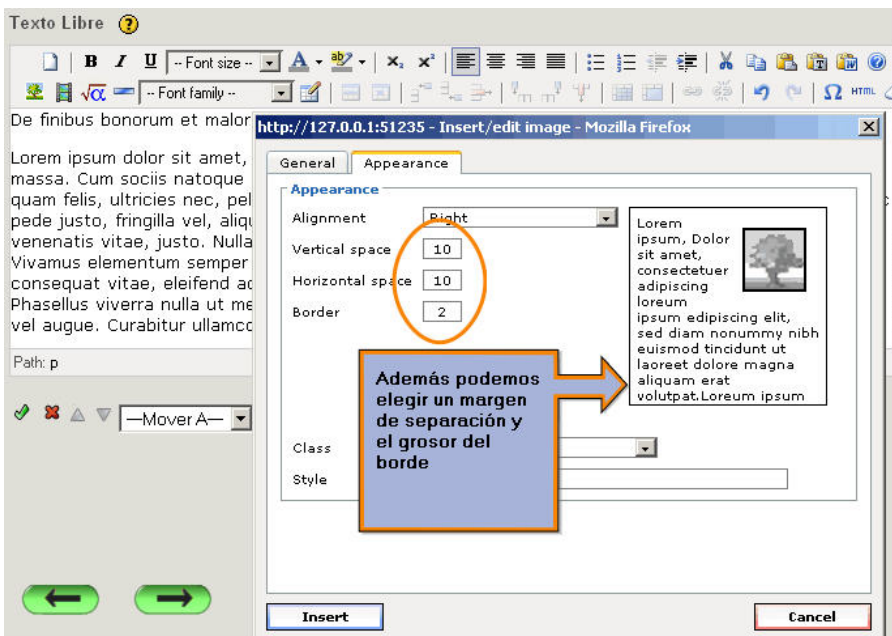 Texto Libre ?
B I U -- Font size -- A ab x₂ x²
-- Font family -- Ω HTML
De finibus bonorum et malor
Lorem ipsum dolor sit amet,
massa. Cum sociis natoque
quam felis, ultricies nec, pel
pede justo, fringilla vel, aliqu
venenatis vitae, justo. Nulla
Vivamus elementum semper
consequat vitae, eleifend ac
Phasellus viverra nulla ut me
vel augue. Curabitur ullamco
Path: p
—Mover A—
http://127.0.0.1:51235 - Insert/edit image - Mozilla Firefox
General Appearance
Appearance
Alignment Right
Vertical space 10
Horizontal space 10
Border 2
Lorem
ipsum, Dolor
sit amet,
consectetuer
adipiscing
loreum
ipsum edipiscing elit,
sed diam nonummy nibh
euismod tincidunt ut
laoreet dolore magna
aliquam erat
volutpat.Loreum ipsum
Además podemos
elegir un margen
de separación y
el grosor del
borde
Class
Style
Insert Cancel